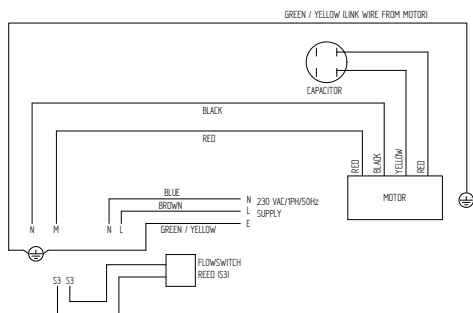 GREEN / YELLOW (LINK WIRE FROM MOTOR)
CAPACITOR
BLACK
RED
RED
BLACK
YELLOW
RED
MOTOR
BLUE
N 230 VAC/1PH/50Hz
BROWN
L SUPPLY
N M N L
GREEN / YELLOW
E
S3 S3
FLOWSWITCH
REED (S3)